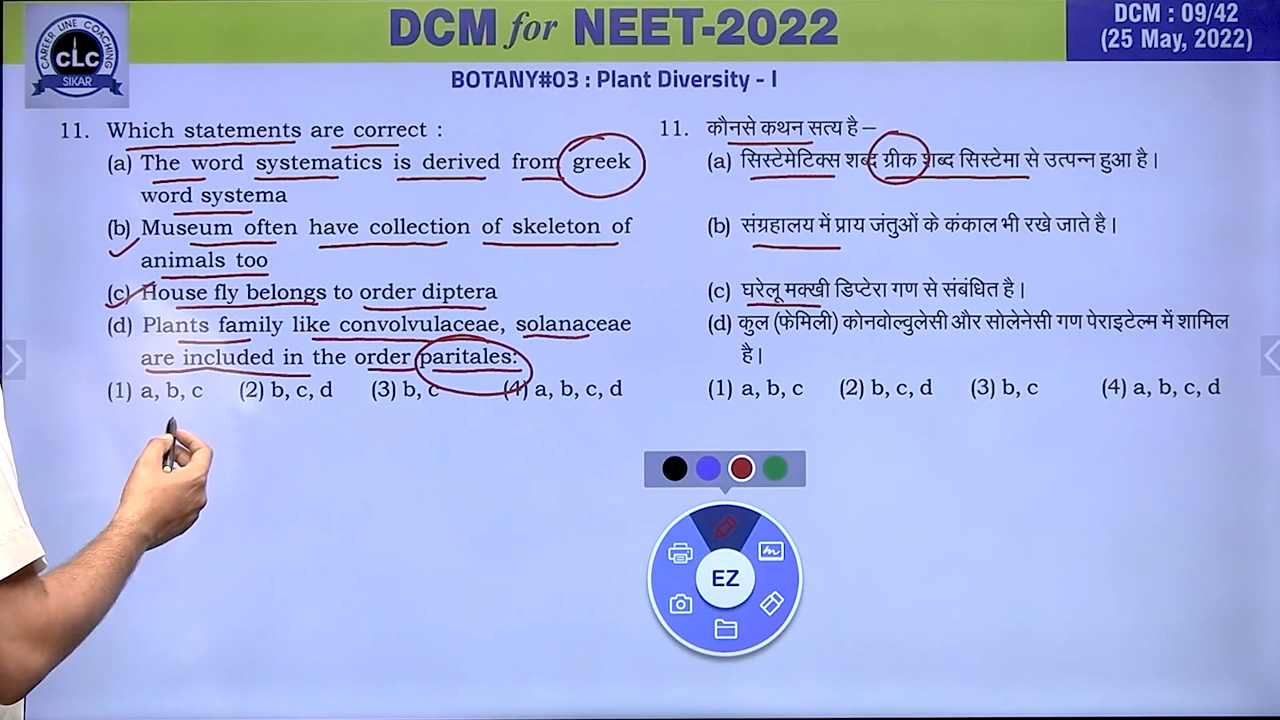 CAREER LINE COACHING
CLC
SIKAR
DCM for NEET-2022
DCM : 09/42
(25 May, 2022)
BOTANY#03 : Plant Diversity - I
11. Which statements are correct :
(a) The word systematics is derived from greek
word systema
(b) Museum often have collection of skeleton of
animals too
(c) House fly belongs to order diptera
(d) Plants family like convolvulaceae, solanaceae
are included in the order paritales:
(1) a, b, c (2) b, c, d (3) b, c (4) a, b, c, d
11. कौनसे कथन सत्य है –
(a) सिस्टेमेटिक्स शब्द ग्रीक शब्द सिस्टेमा से उत्पन्न हुआ है।
(b) संग्रहालय में प्राय जंतुओं के कंकाल भी रखे जाते है।
(c) घरेलू मक्खी डिप्टेरा गण से संबंधित है।
(d) कुल (फेमिली) कोनवोल्वुलेसी और सोलेनेसी गण पेराइटेल्म में शामिल
है।
(1) a, b, c (2) b, c, d (3) b, c (4) a, b, c, d
EZ